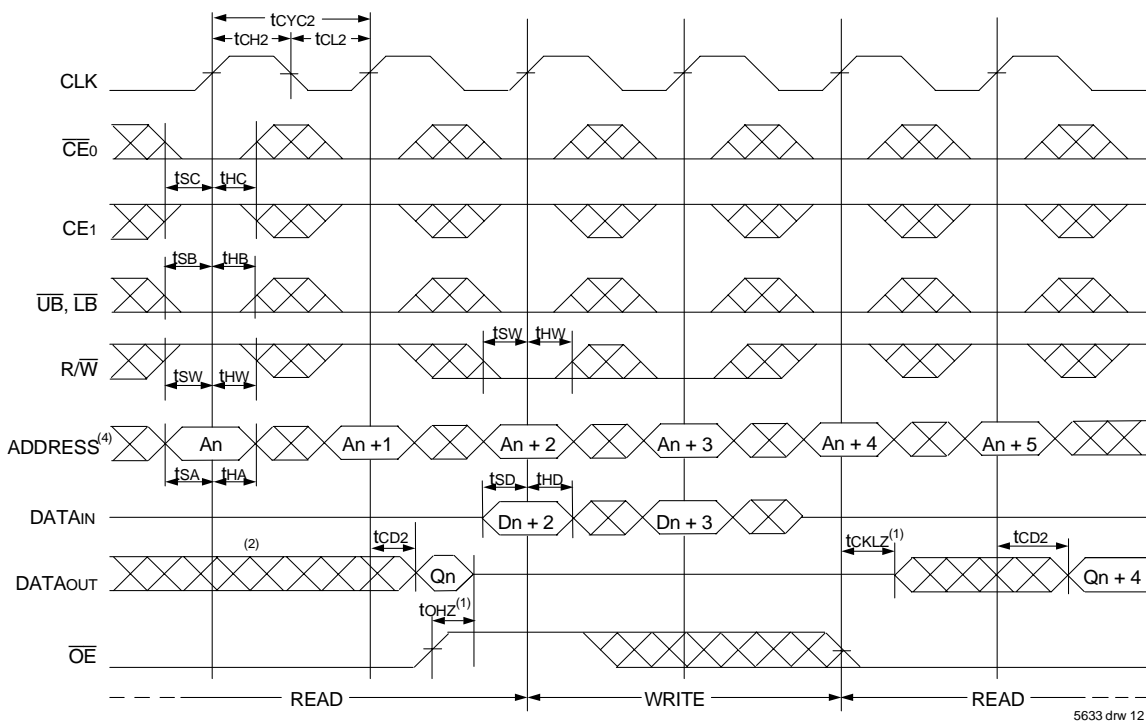 tCYC2
tCH2 tCL2
CLK
CE0
tSC tHC
CE1
tSB tHB
UB, LB
tSW tHW
R/W
tSW tHW
ADDRESS(4) An An + 1 An + 2 An + 3 An + 4 An + 5
tSA tHA tSD tHD
DATAIN Dn + 2 Dn + 3
(2) tCD2 tCKLZ(1) tCD2
DATAOUT Qn Qn + 4
tOHZ(1)
OE
READ WRITE READ
5633 drw 12